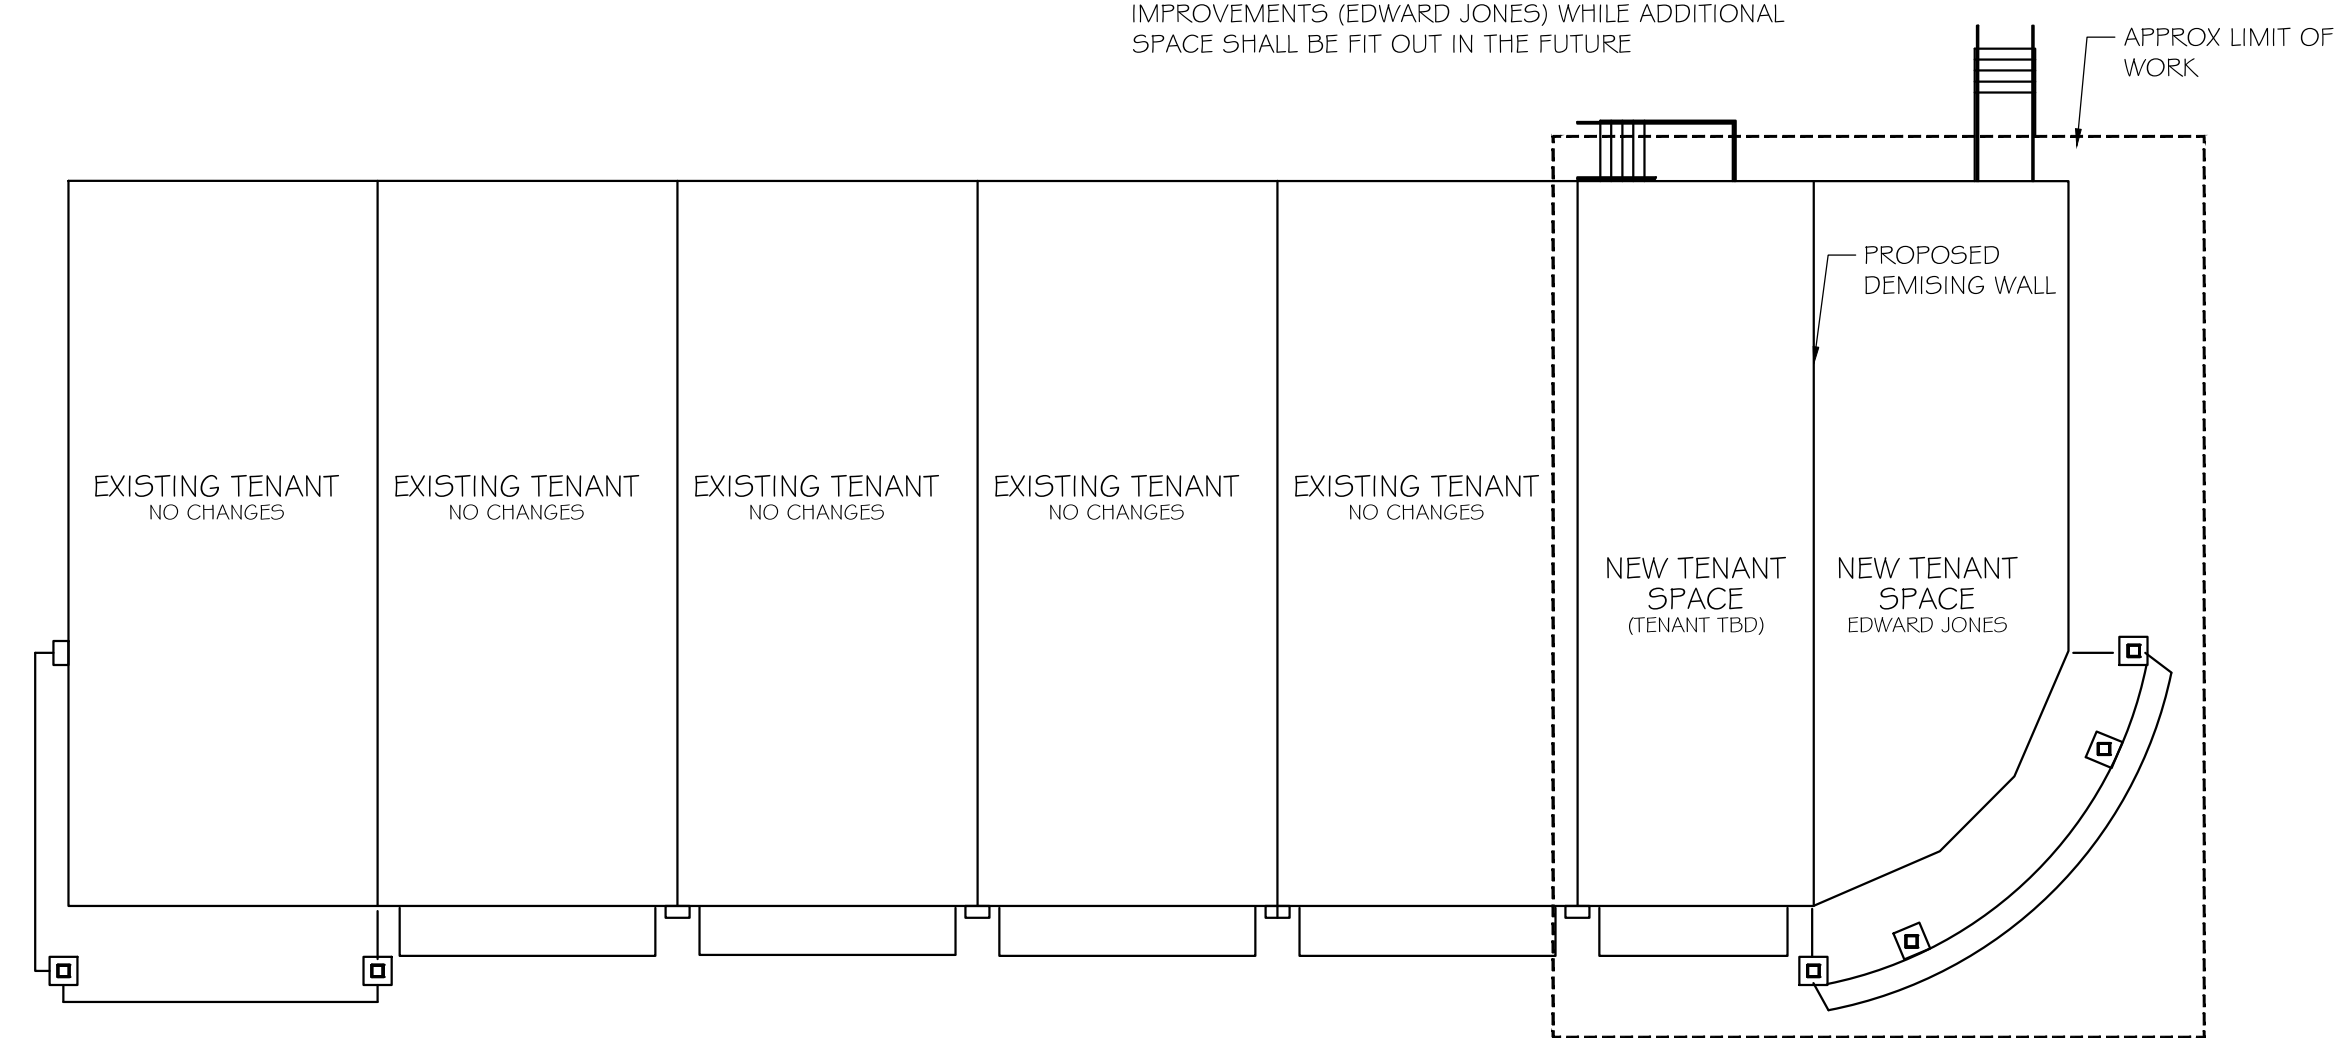 IMPROVEMENTS (EDWARD JONES) WHILE ADDITIONAL
SPACE SHALL BE FIT OUT IN THE FUTURE
APPROX LIMIT OF
WORK
PROPOSED
DEMISING WALL
EXISTING TENANT
NO CHANGES
EXISTING TENANT
NO CHANGES
EXISTING TENANT
NO CHANGES
EXISTING TENANT
NO CHANGES
EXISTING TENANT
NO CHANGES
NEW TENANT
SPACE
(TENANT TBD)
NEW TENANT
SPACE
EDWARD JONES